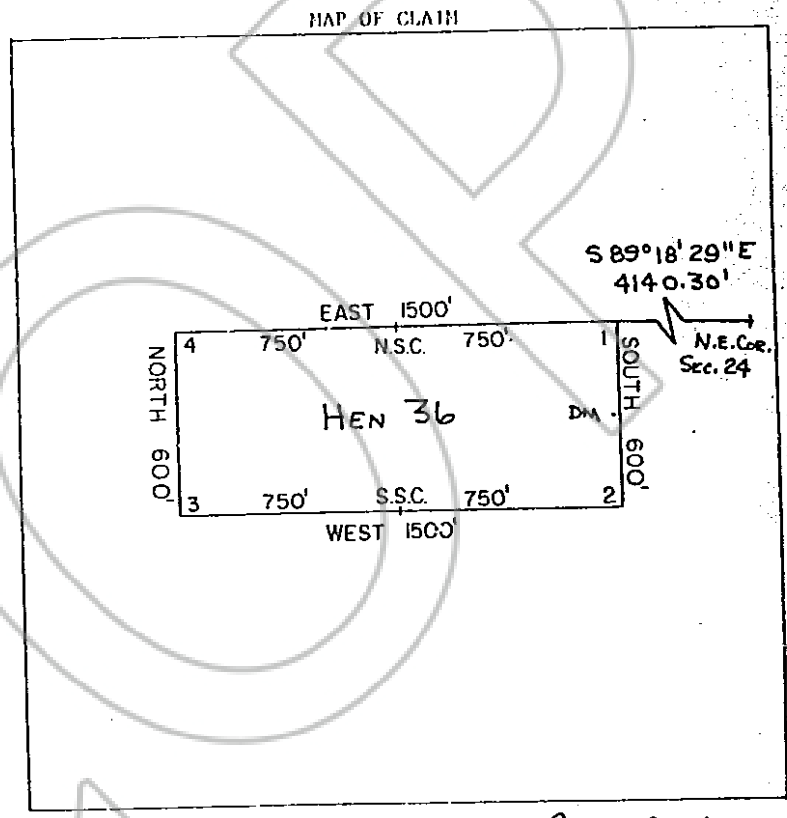 MAP OF CLAIM
S 89° 18' 29" E
4140.30'
EAST 1500'
4 750' N.S.C. 750' 1
N.E. COR.
SEC. 24
NORTH 600'
SOUTH 600'
HEN 36
DM
3 750' S.S.C. 750' 2
WEST 1500'